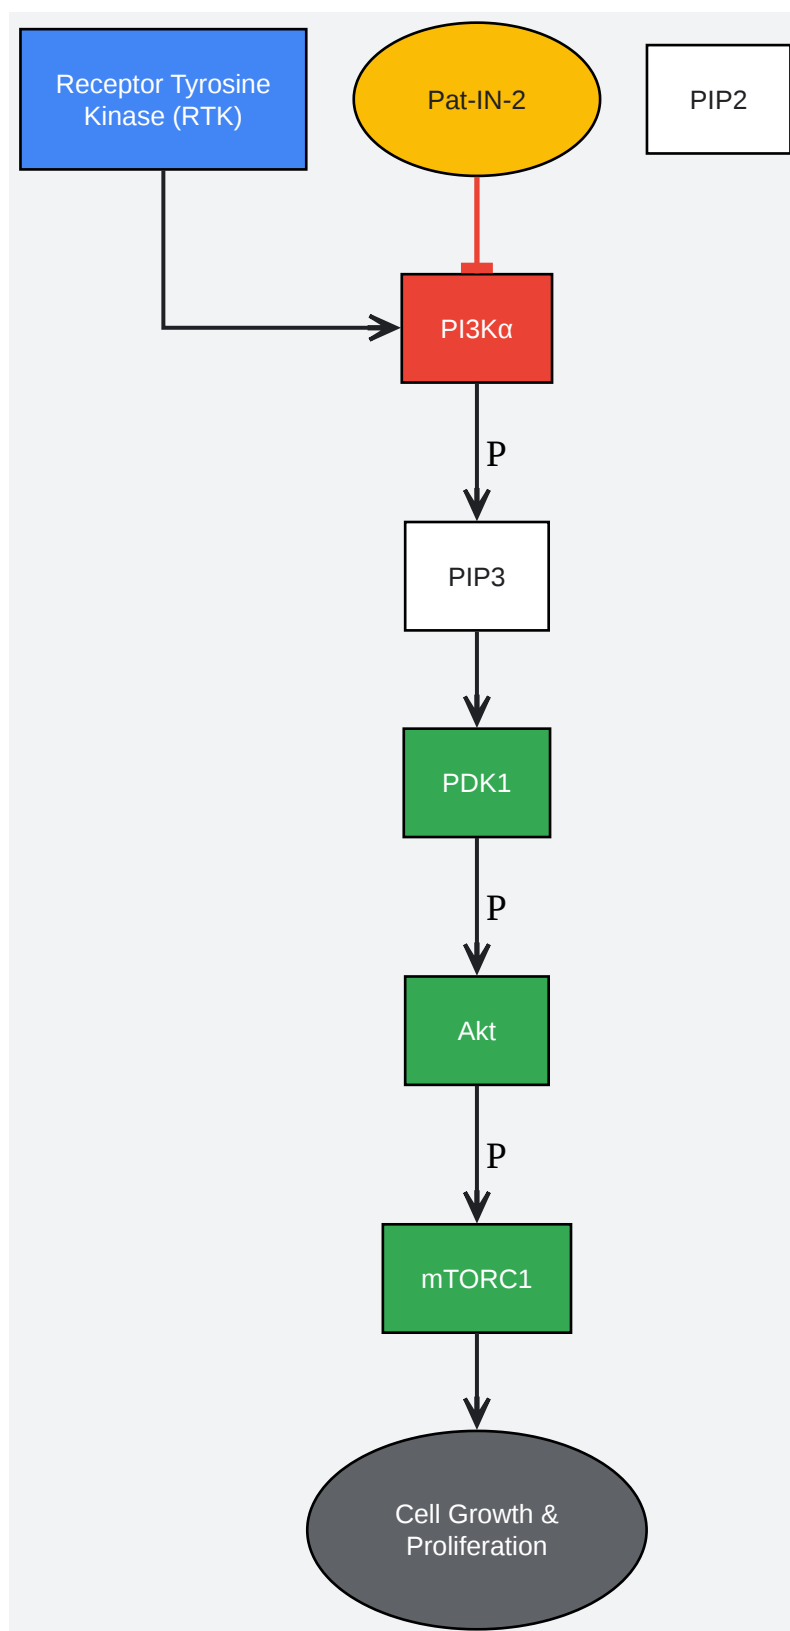 Receptor Tyrosine
Kinase (RTK)
Pat-IN-2
PIP2
PI3Kα
P
PIP3
PDK1
P
Akt
P
mTORC1
Cell Growth &
Proliferation